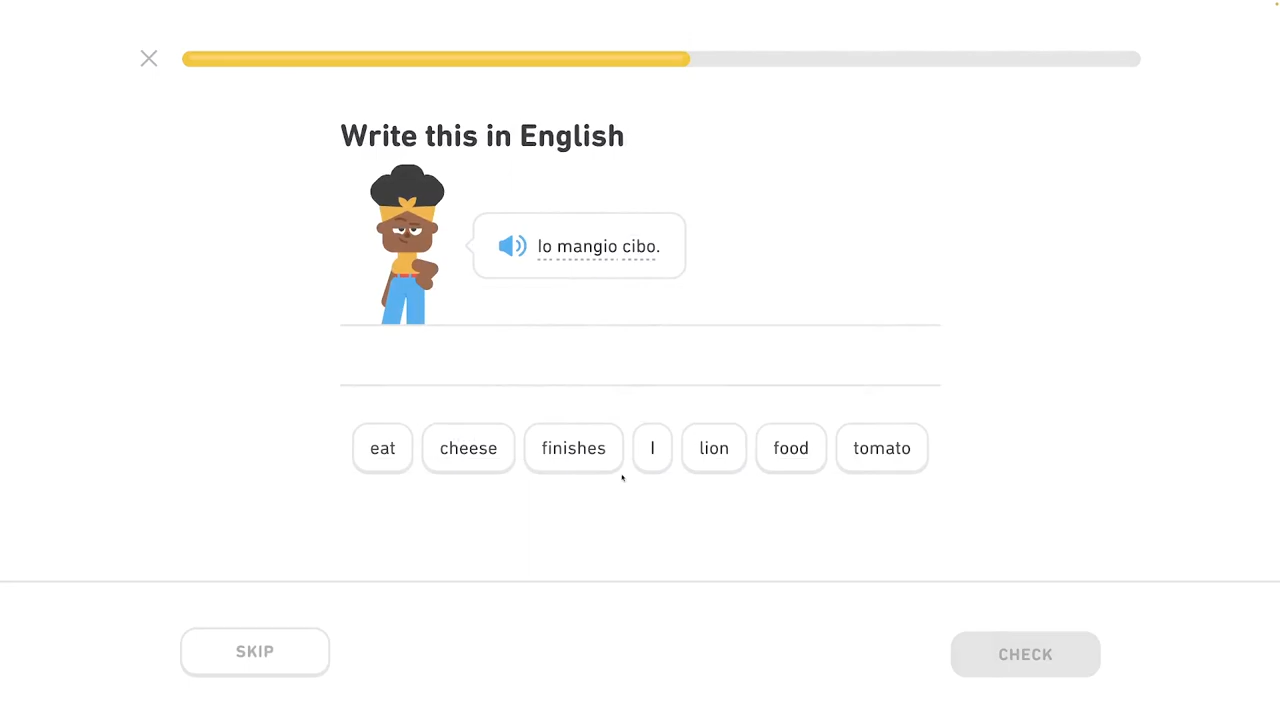 Write this in English
Io mangio cibo.
eat cheese finishes I lion food tomato
SKIP CHECK